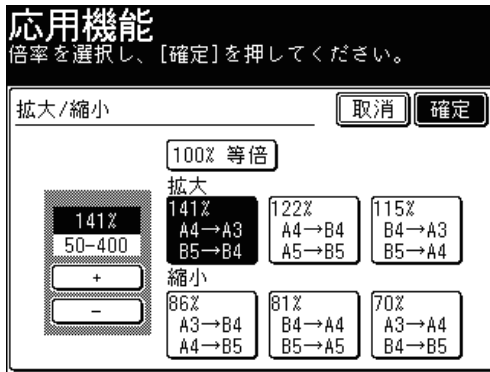 応用機能
倍率を選択し、[確定]を押してください。
拡大/縮小
取消 確定
100% 等倍
拡大
141%
50-400
+
-
141%
A4→A3
B5→B4
122%
A4→B4
A5→B5
115%
B4→A3
B5→A4
縮小
86%
A3→B4
A4→B5
81%
B4→A4
B5→A5
70%
A3→A4
B4→B5